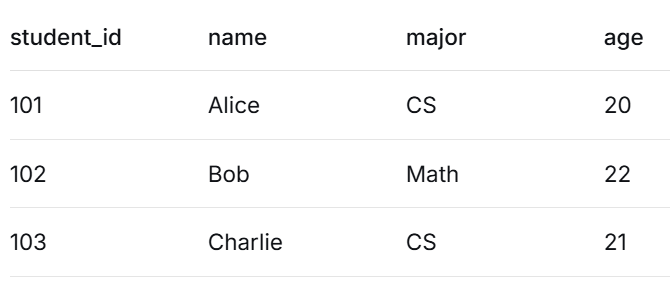 student_id name major age
101 Alice CS 20
102 Bob Math 22
103 Charlie CS 21